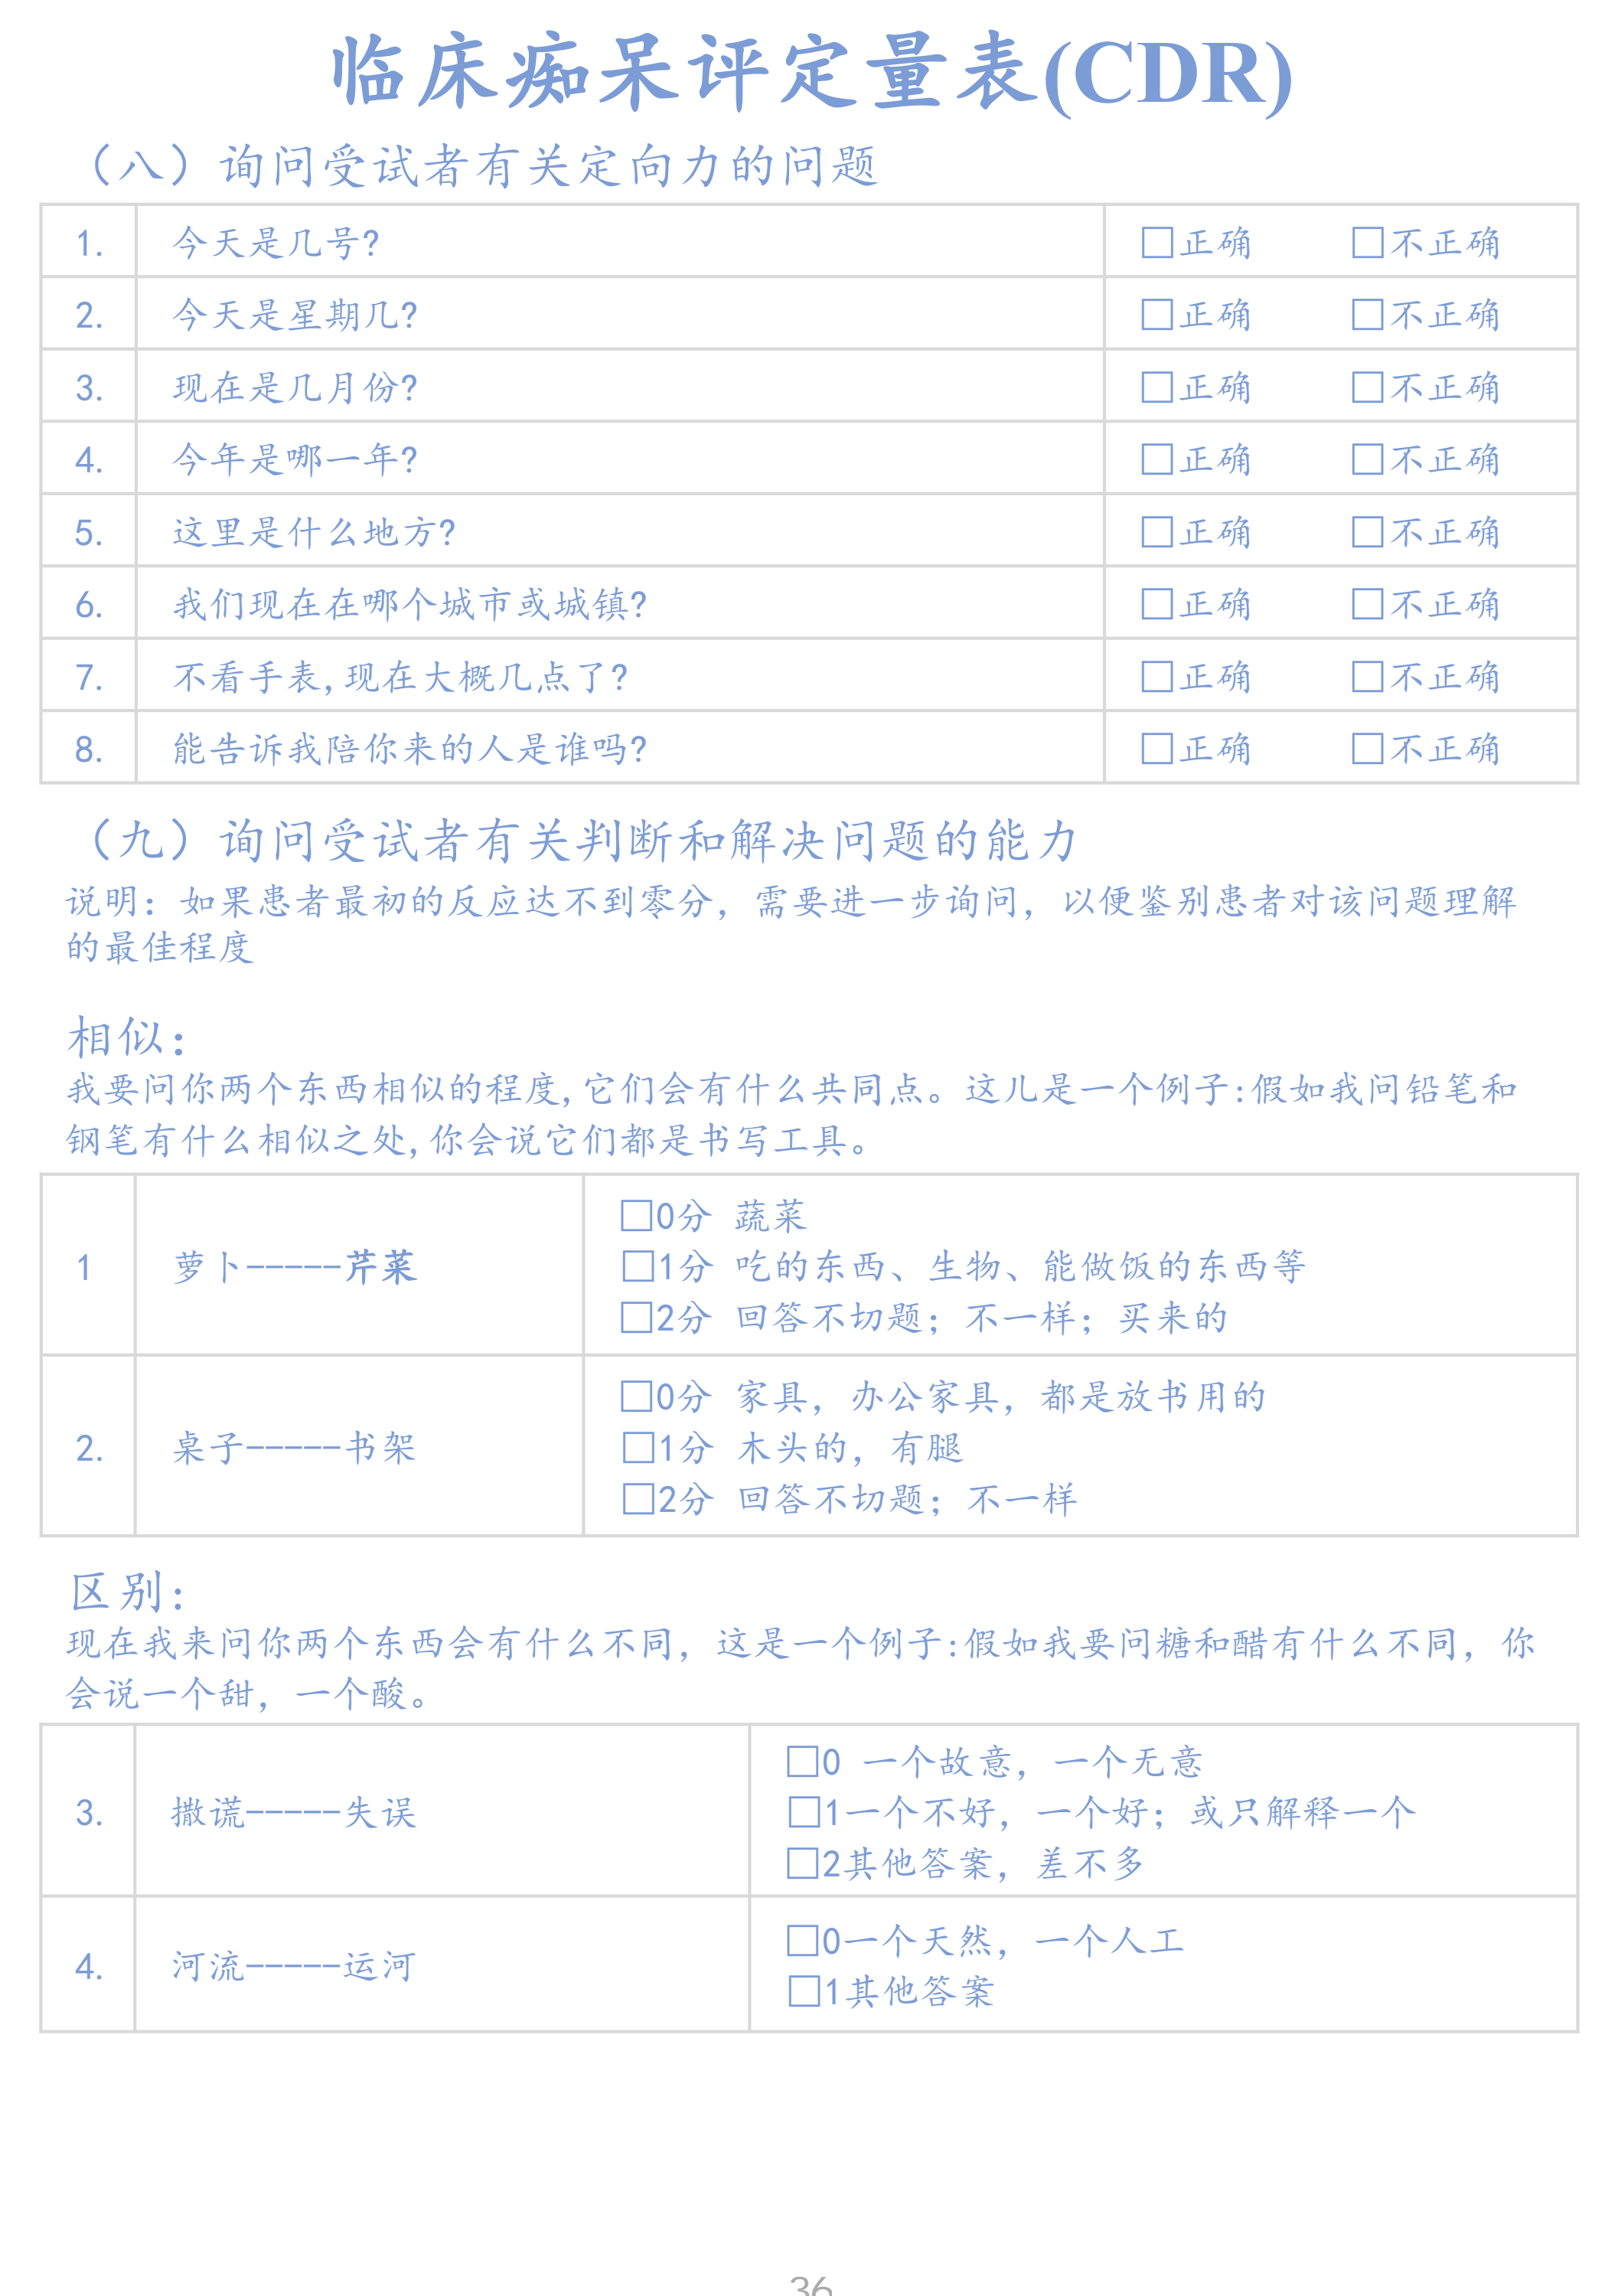 临床痴呆评定量表(CDR)
（八）询问受试者有关定向力的问题
1. 今天是几号? □正确 □不正确
2. 今天是星期几? □正确 □不正确
3. 现在是几月份? □正确 □不正确
4. 今年是哪一年? □正确 □不正确
5. 这里是什么地方? □正确 □不正确
6. 我们现在在哪个城市或城镇? □正确 □不正确
7. 不看手表,现在大概几点了? □正确 □不正确
8. 能告诉我陪你来的人是谁吗? □正确 □不正确
（九）询问受试者有关判断和解决问题的能力
说明：如果患者最初的反应达不到零分，需要进一步询问，以便鉴别患者对该问题理解
的最佳程度
相似：
我要问你两个东西相似的程度,它们会有什么共同点。这儿是一个例子:假如我问铅笔和
钢笔有什么相似之处,你会说它们都是书写工具。
□0分 蔬菜
1 萝卜-----芹菜 □1分 吃的东西、生物、能做饭的东西等
□2分 回答不切题；不一样；买来的
□0分 家具，办公家具，都是放书用的
2. 桌子-----书架 □1分 木头的，有腿
□2分 回答不切题；不一样
区别：
现在我来问你两个东西会有什么不同，这是一个例子:假如我要问糖和醋有什么不同，你
会说一个甜，一个酸。
□0 一个故意，一个无意
3. 撒谎-----失误 □1一个不好，一个好；或只解释一个
□2其他答案，差不多
4. 河流-----运河 □0一个天然，一个人工
□1其他答案
36